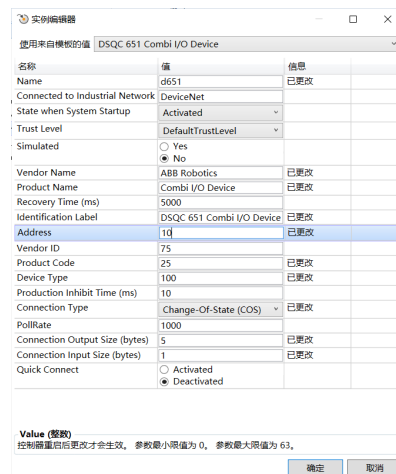 实例编辑器
使用来自模板的值 DSQC 651 Combi I/O Device
名称 值 信息
Name d651 已更改
Connected to Industrial Network DeviceNet
State when System Startup Activated
Trust Level DefaultTrustLevel
Simulated Yes
No
Vendor Name ABB Robotics 已更改
Product Name Combi I/O Device 已更改
Recovery Time (ms) 5000
Identification Label DSQC 651 Combi I/O Device 已更改
Address 10 已更改
Vendor ID 75
Product Code 25 已更改
Device Type 100 已更改
Production Inhibit Time (ms) 10
Connection Type Change-Of-State (COS) 已更改
PollRate 1000
Connection Output Size (bytes) 5 已更改
Connection Input Size (bytes) 1 已更改
Quick Connect Activated
Deactivated
Value (整数)
控制器重启后更改才会生效。 参数最小限值为 0。 参数最大限值为 63。
确定 取消